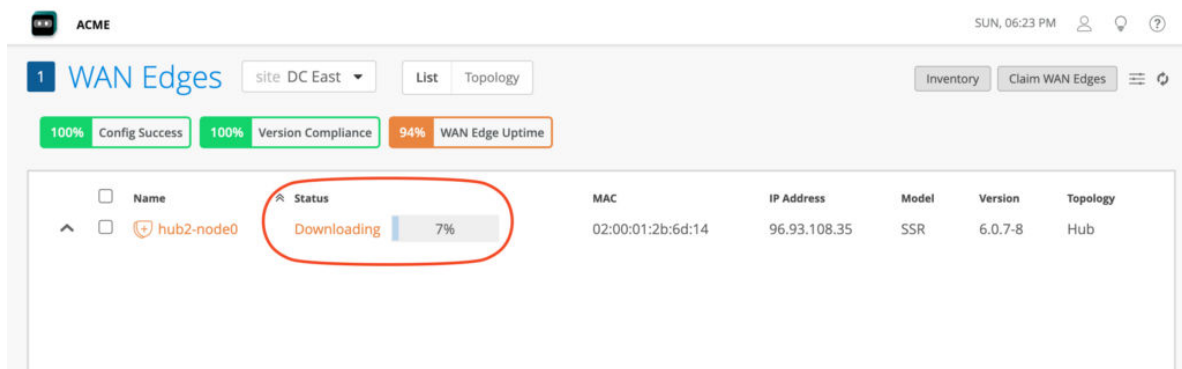 ACME SUN, 06:23 PM ?
1 WAN Edges site DC East List Topology Inventory Claim WAN Edges
100% Config Success 100% Version Compliance 94% WAN Edge Uptime
Name Status MAC IP Address Model Version Topology
hub2-node0 Downloading 7% 02:00:01:2b:6d:14 96.93.108.35 SSR 6.0.7-8 Hub